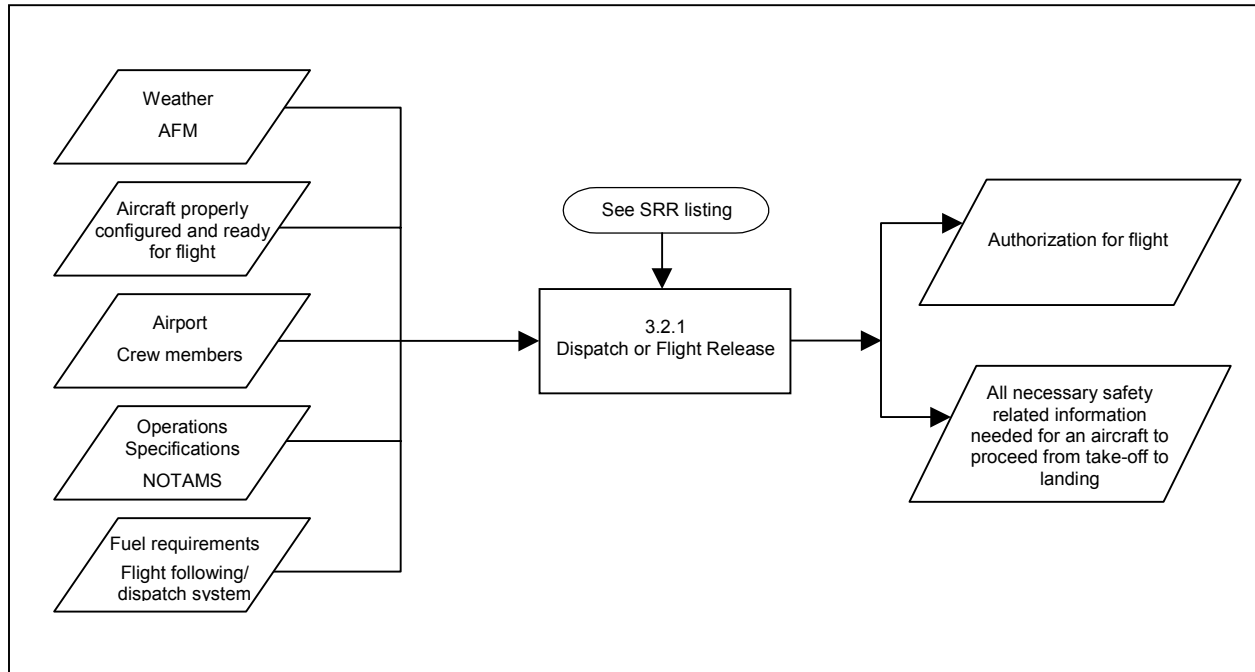 Weather
AFM
Aircraft properly
configured and ready
for flight
Airport
Crew members
Operations
Specifications
NOTAMS
Fuel requirements
Flight following/
dispatch system
See SRR listing
3.2.1
Dispatch or Flight Release
Authorization for flight
All necessary safety
related information
needed for an aircraft to
proceed from take-off to
landing